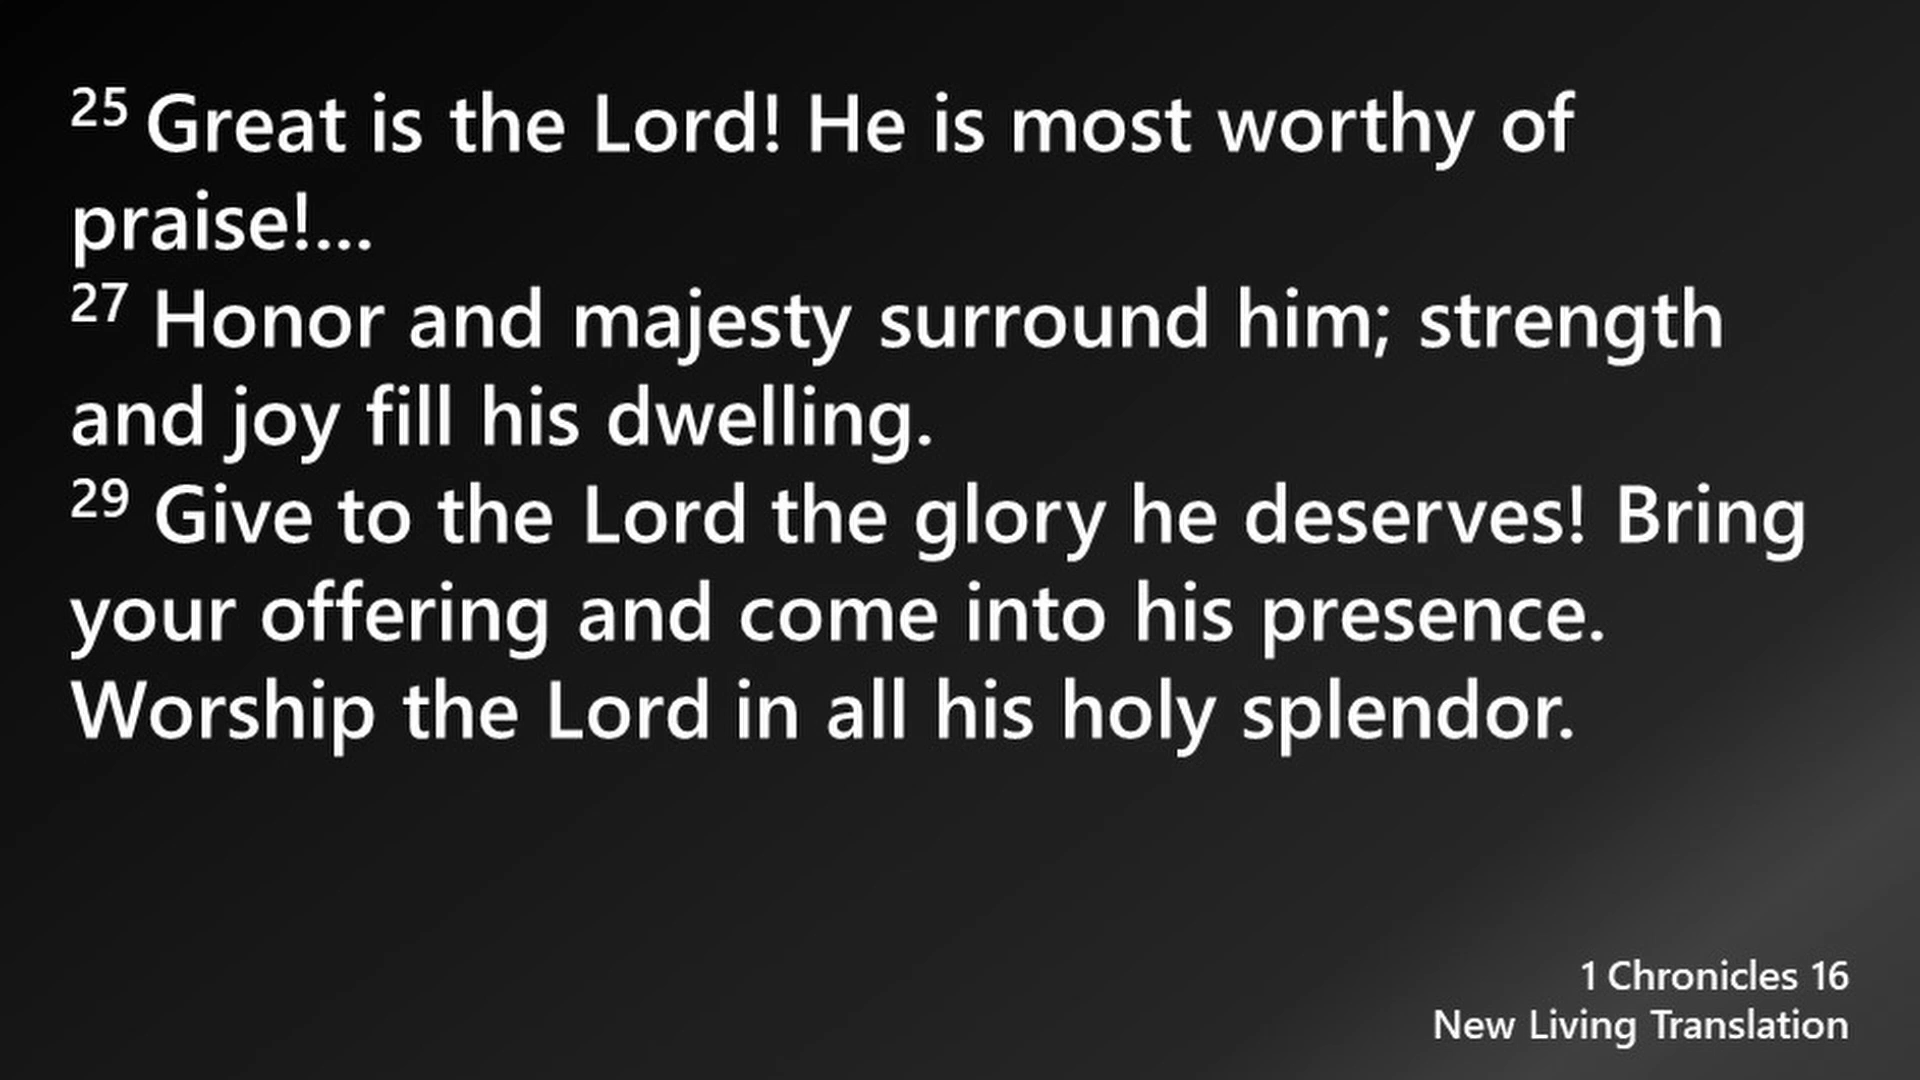 25 Great is the Lord! He is most worthy of
praise!...
27 Honor and majesty surround him; strength
and joy fill his dwelling.
29 Give to the Lord the glory he deserves! Bring
your offering and come into his presence.
Worship the Lord in all his holy splendor.
1 Chronicles 16
New Living Translation